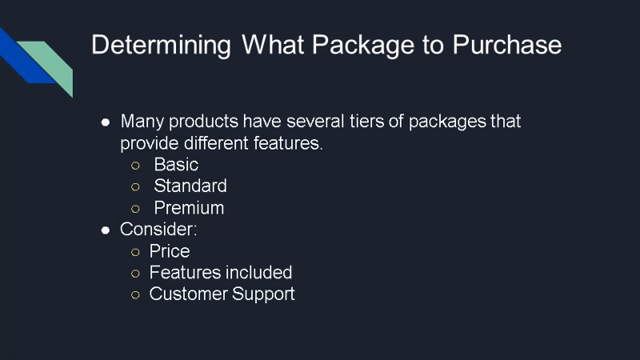 Determining What Package to Purchase
● Many products have several tiers of packages that
provide different features.
○ Basic
○ Standard
○ Premium
● Consider:
○ Price
○ Features included
○ Customer Support